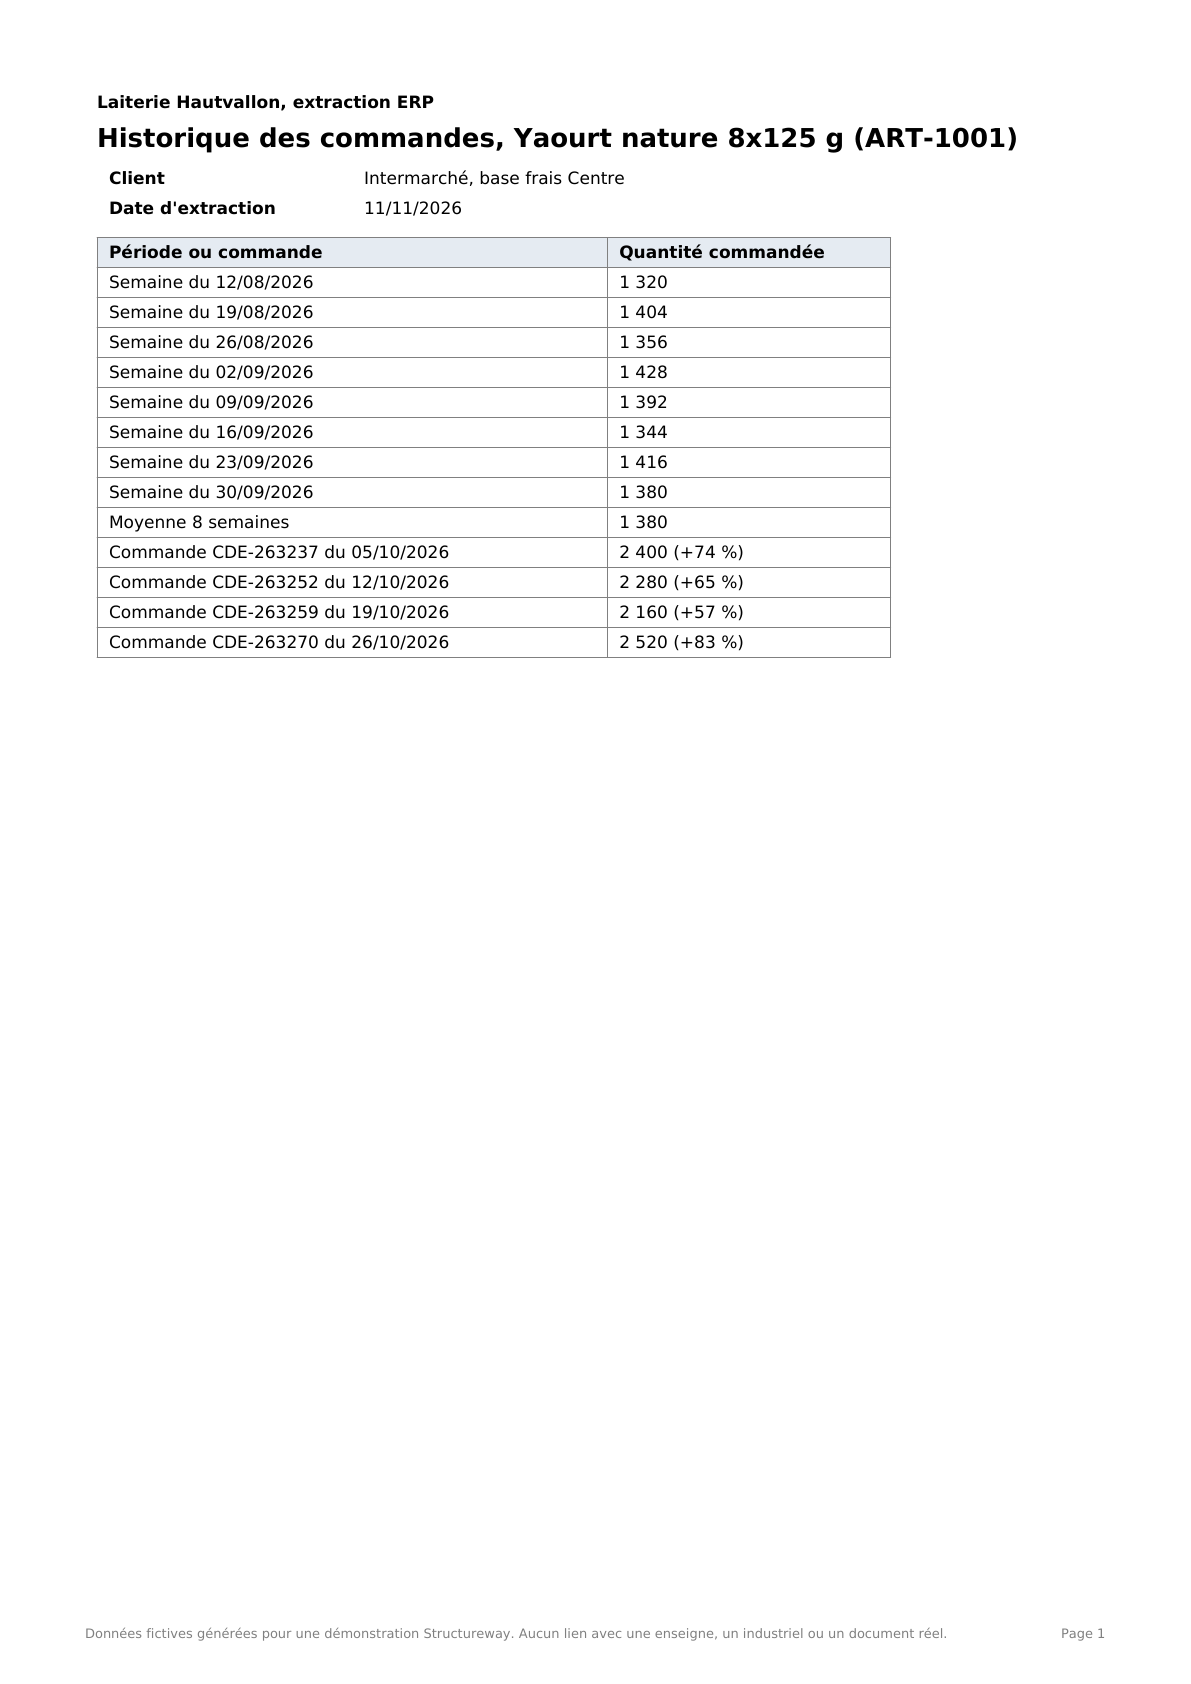 Laiterie Hautvallon, extraction ERP
Historique des commandes, Yaourt nature 8x125 g (ART-1001)
Client Intermarché, base frais Centre
Date d'extraction 11/11/2026
Période ou commande Quantité commandée
Semaine du 12/08/2026 1 320
Semaine du 19/08/2026 1 404
Semaine du 26/08/2026 1 356
Semaine du 02/09/2026 1 428
Semaine du 09/09/2026 1 392
Semaine du 16/09/2026 1 344
Semaine du 23/09/2026 1 416
Semaine du 30/09/2026 1 380
Moyenne 8 semaines 1 380
Commande CDE-263237 du 05/10/2026 2 400 (+74 %)
Commande CDE-263252 du 12/10/2026 2 280 (+65 %)
Commande CDE-263259 du 19/10/2026 2 160 (+57 %)
Commande CDE-263270 du 26/10/2026 2 520 (+83 %)
Données fictives générées pour une démonstration Structureway. Aucun lien avec une enseigne, un industriel ou un document réel. Page 1